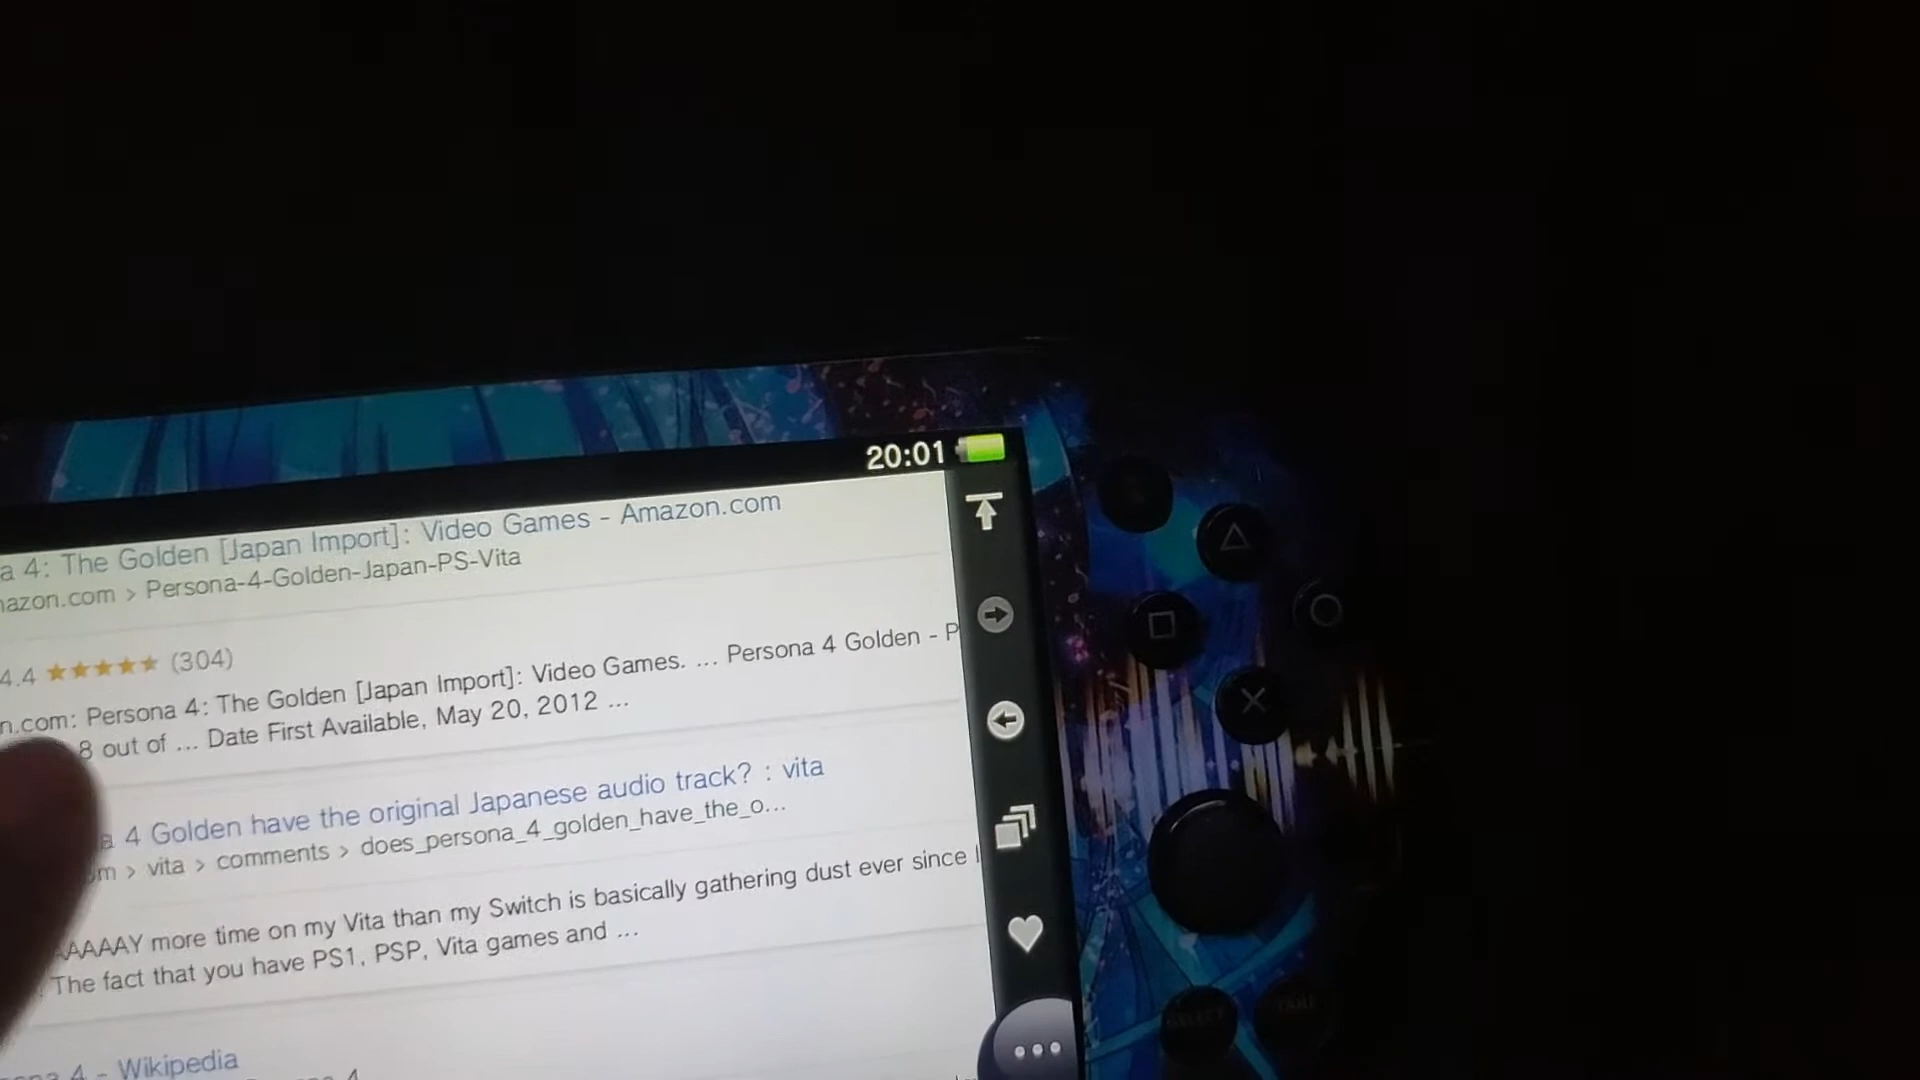 20:01
a 4: The Golden [Japan Import]: Video Games - Amazon.com
azon.com > Persona-4-Golden-Japan-PS-Vita
4.4 (304)
n.com: Persona 4: The Golden [Japan Import]: Video Games. ... Persona 4 Golden - P
8 out of ... Date First Available, May 20, 2012 ...
a 4 Golden have the original Japanese audio track? : vita
m > vita > comments > does_persona_4_golden_have_the_o...
AAAAAY more time on my Vita than my Switch is basically gathering dust ever since I
The fact that you have PS1, PSP, Vita games and ...
4 - Wikipedia
SELECT